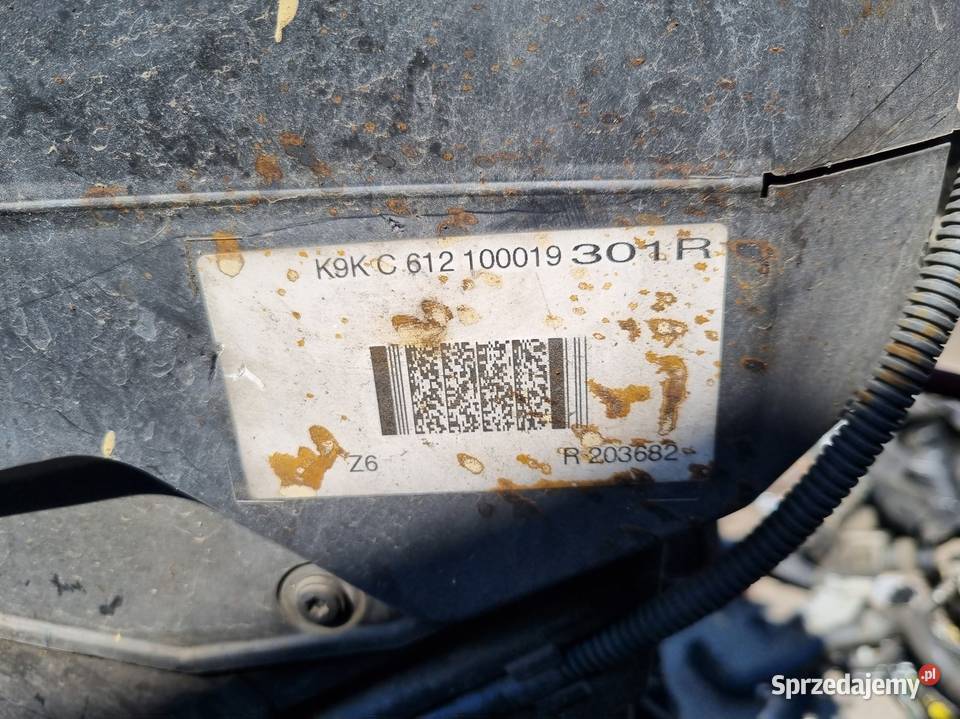 K9K C 612 100019 301R
Z6 R 203682
Sprzedajemy.pl